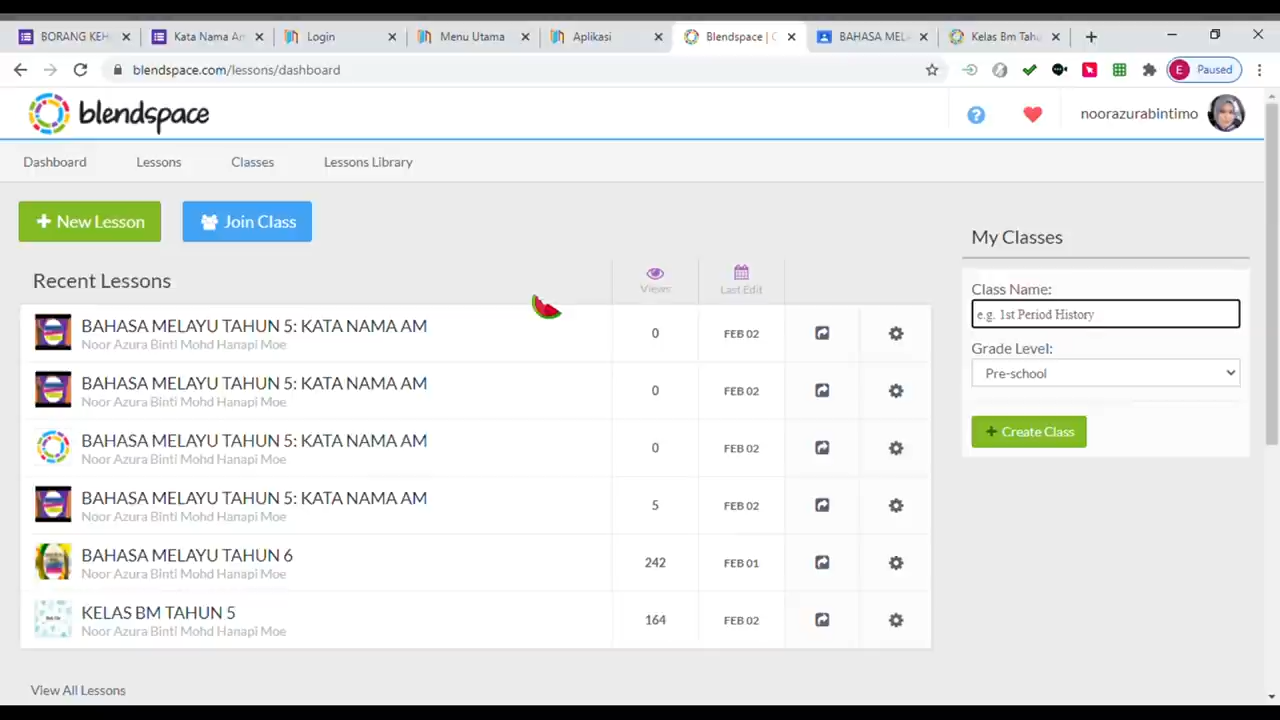 BORANG KEH
Kata Nama Am
Login
Menu Utama
Aplikasi
Blendspace | C
BAHASA MEL
Kelas Bm Tahu
blendspace.com/lessons/dashboard
E Paused
blendspace
noorazurabintimo
Dashboard
Lessons
Classes
Lessons Library
+ New Lesson
Join Class
My Classes
Recent Lessons
Views
Last Edit
Class Name:
e.g. 1st Period History
Grade Level:
Pre-school
+ Create Class
BAHASA MELAYU TAHUN 5: KATA NAMA AM
Noor Azura Binti Mohd Hanapi Moe
0
FEB 02
BAHASA MELAYU TAHUN 5: KATA NAMA AM
Noor Azura Binti Mohd Hanapi Moe
0
FEB 02
BAHASA MELAYU TAHUN 5: KATA NAMA AM
Noor Azura Binti Mohd Hanapi Moe
0
FEB 02
BAHASA MELAYU TAHUN 5: KATA NAMA AM
Noor Azura Binti Mohd Hanapi Moe
5
FEB 02
BAHASA MELAYU TAHUN 6
Noor Azura Binti Mohd Hanapi Moe
242
FEB 01
KELAS BM TAHUN 5
Noor Azura Binti Mohd Hanapi Moe
164
FEB 02
View All Lessons